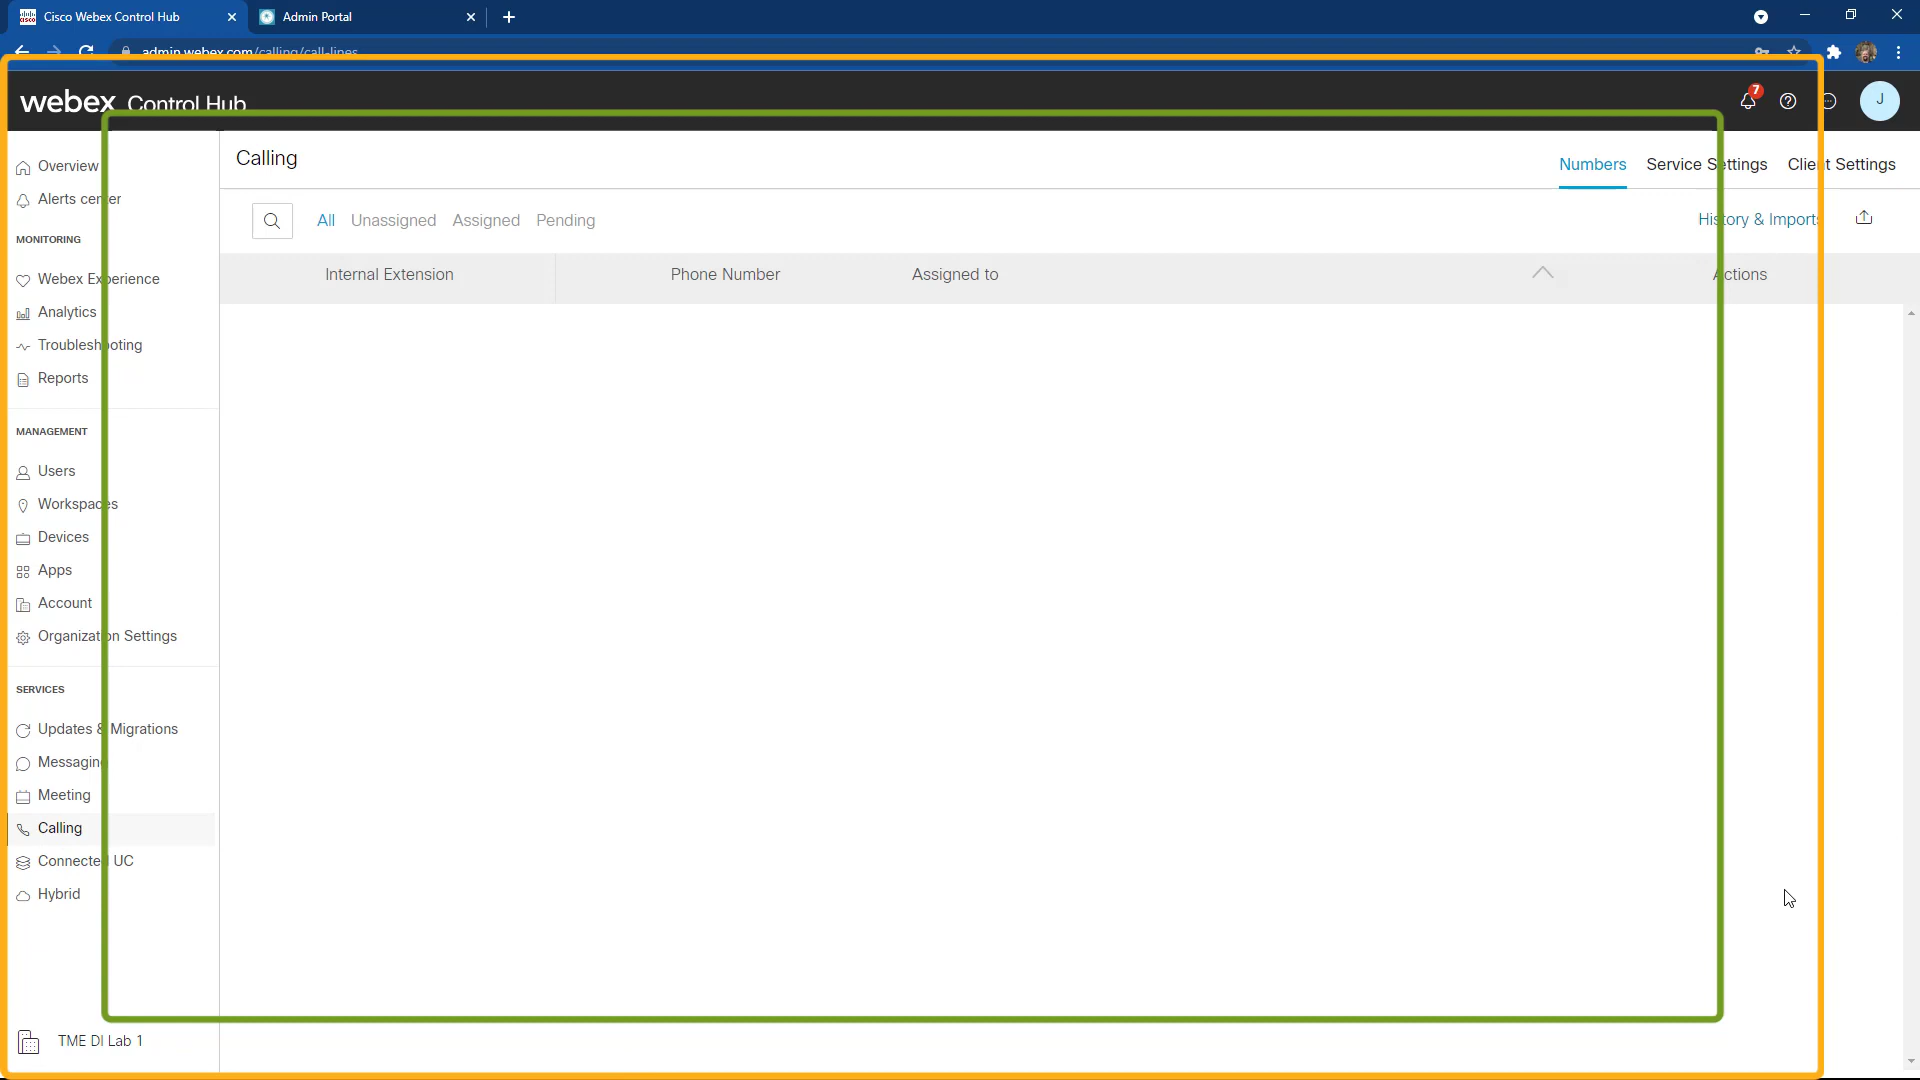 Cisco Webex Control Hub
Admin Portal
admin.webex.com/calling/call-lines
webex Control Hub
7
J
Overview
Alerts center
MONITORING
Webex Experience
Analytics
Troubleshooting
Reports
MANAGEMENT
Users
Workspaces
Devices
Apps
Account
Organization Settings
SERVICES
Updates & Migrations
Messaging
Meeting
Calling
Connected UC
Hybrid
TME DI Lab 1
Calling
Numbers Service Settings Client Settings
All Unassigned Assigned Pending
History & Imports
Internal Extension Phone Number Assigned to Actions